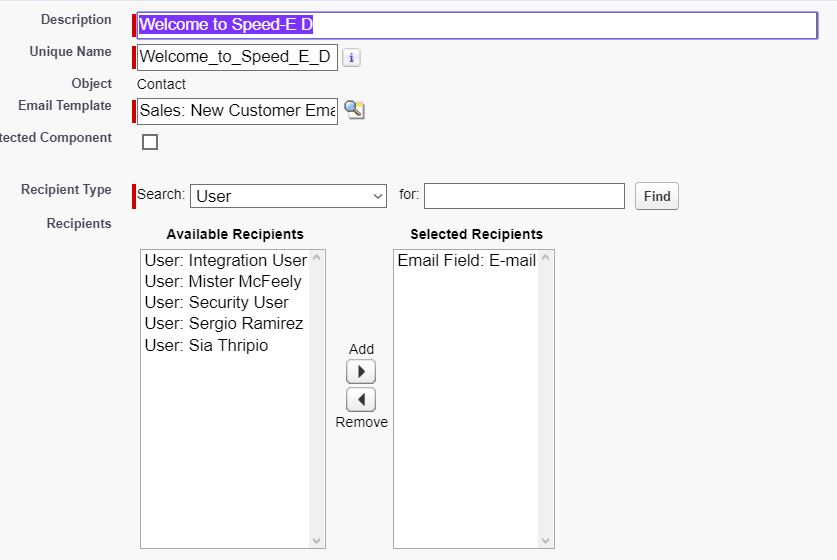 Description Welcome to Speed-E D
Unique Name Welcome_to_Speed_E_D i
Object Contact
Email Template Sales: New Customer Ema
tected Component
Recipient Type Search: User for: Find
Recipients
Available Recipients Selected Recipients
User: Integration User Email Field: E-mail
User: Mister McFeely
User: Security User
User: Sergio Ramirez
User: Sia Thripio
Add
Remove